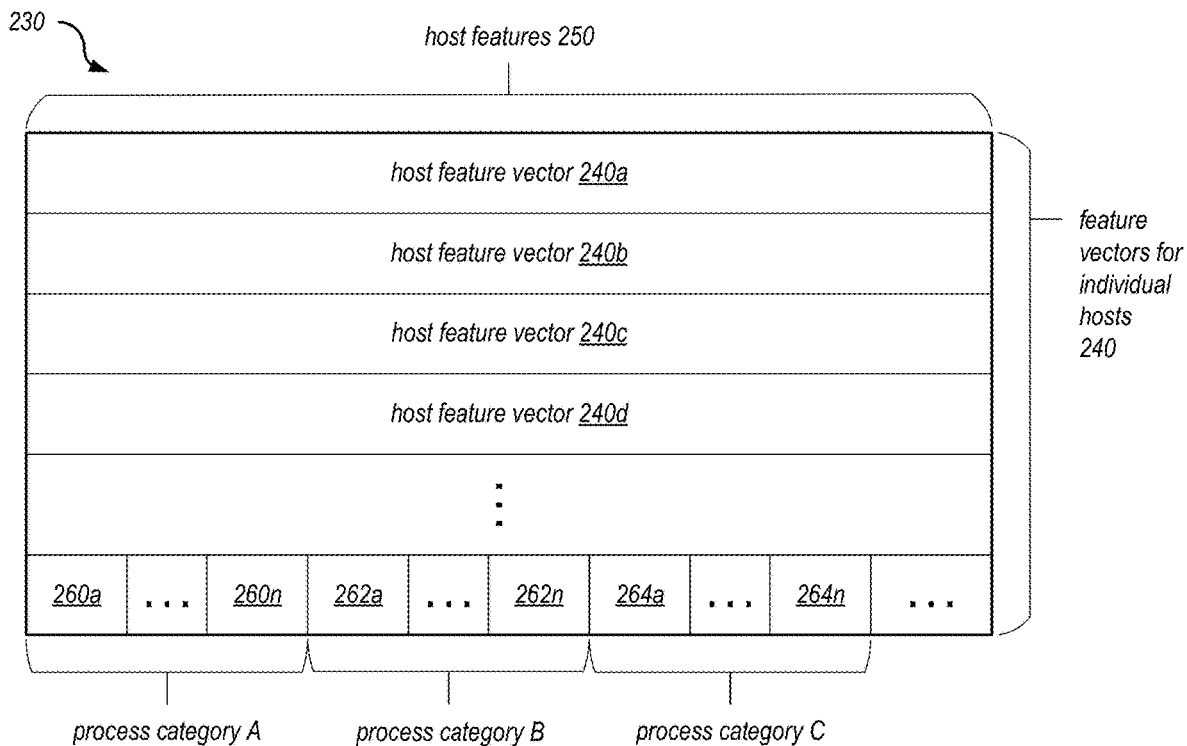 230
host features 250
host feature vector 240a
host feature vector 240b
host feature vector 240c
host feature vector 240d
feature
vectors for
individual
hosts
240
260a ... 260n 262a ... 262n 264a ... 264n ...
process category A process category B process category C